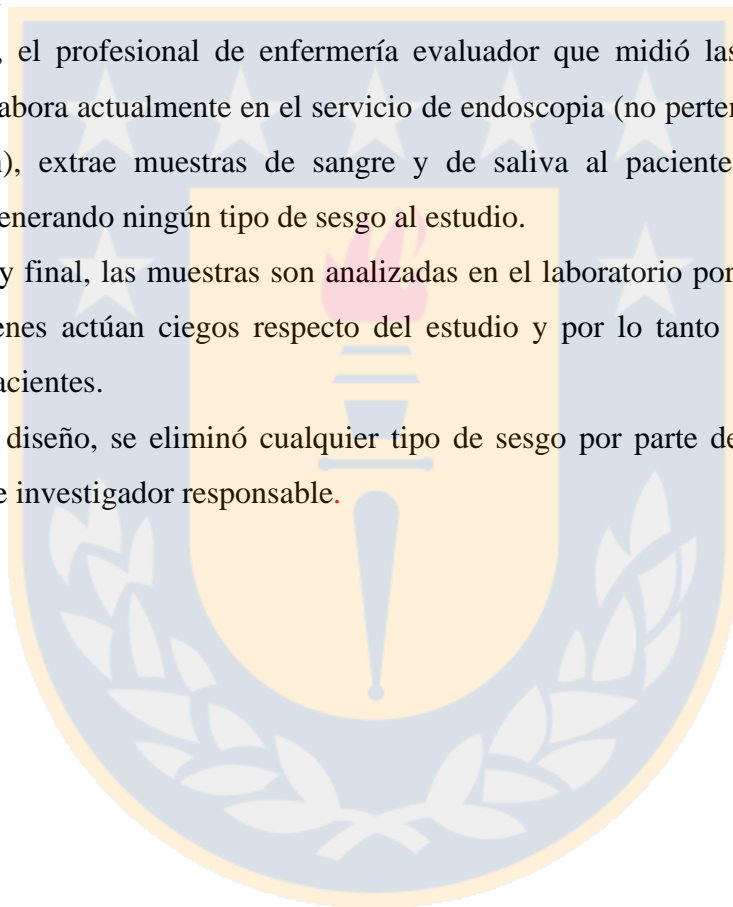 , el profesional de enfermería evaluador que midió las
labora actualmente en el servicio de endoscopia (no perten
), extrae muestras de sangre y de saliva al paciente
enerando ningún tipo de sesgo al estudio.
y final, las muestras son analizadas en el laboratorio por
enes actúan ciegos respecto del estudio y por lo tanto
acientes.
diseño, se eliminó cualquier tipo de sesgo por parte de
e investigador responsable.